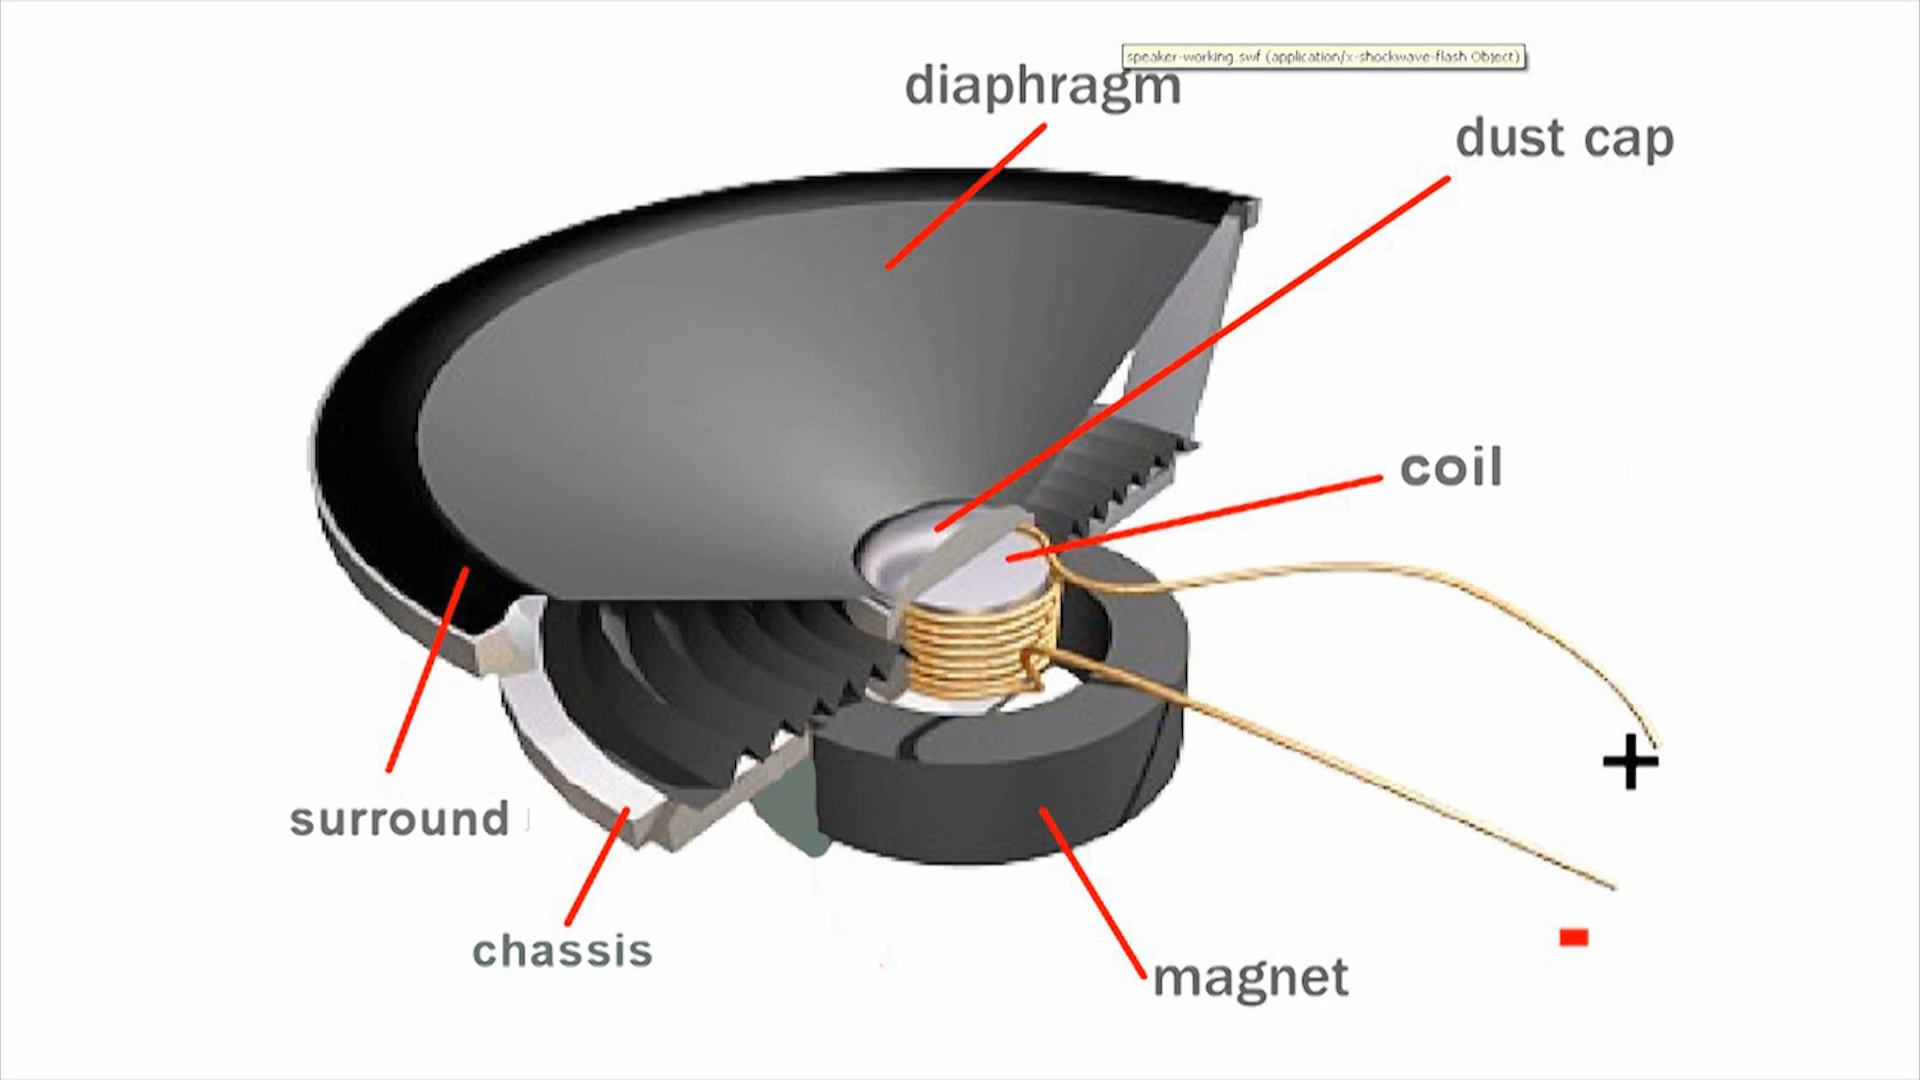 speaker-working.swf (application/x-shockwave-flash Object)
diaphragm
dust cap
coil
+
surround
chassis
-
magnet